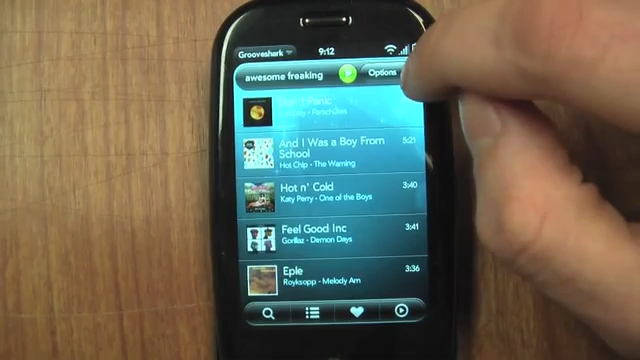 Grooveshark
9:12
awesome freaking
Options
Panic
Parachutes
And I Was a Boy From
School
5:21
Hot Chip - The Warning
Hot n' Cold
3:40
Katy Perry - One of the Boys
Feel Good Inc
3:41
Gorillaz - Demon Days
Eple
3:36
Royksopp - Melody Am